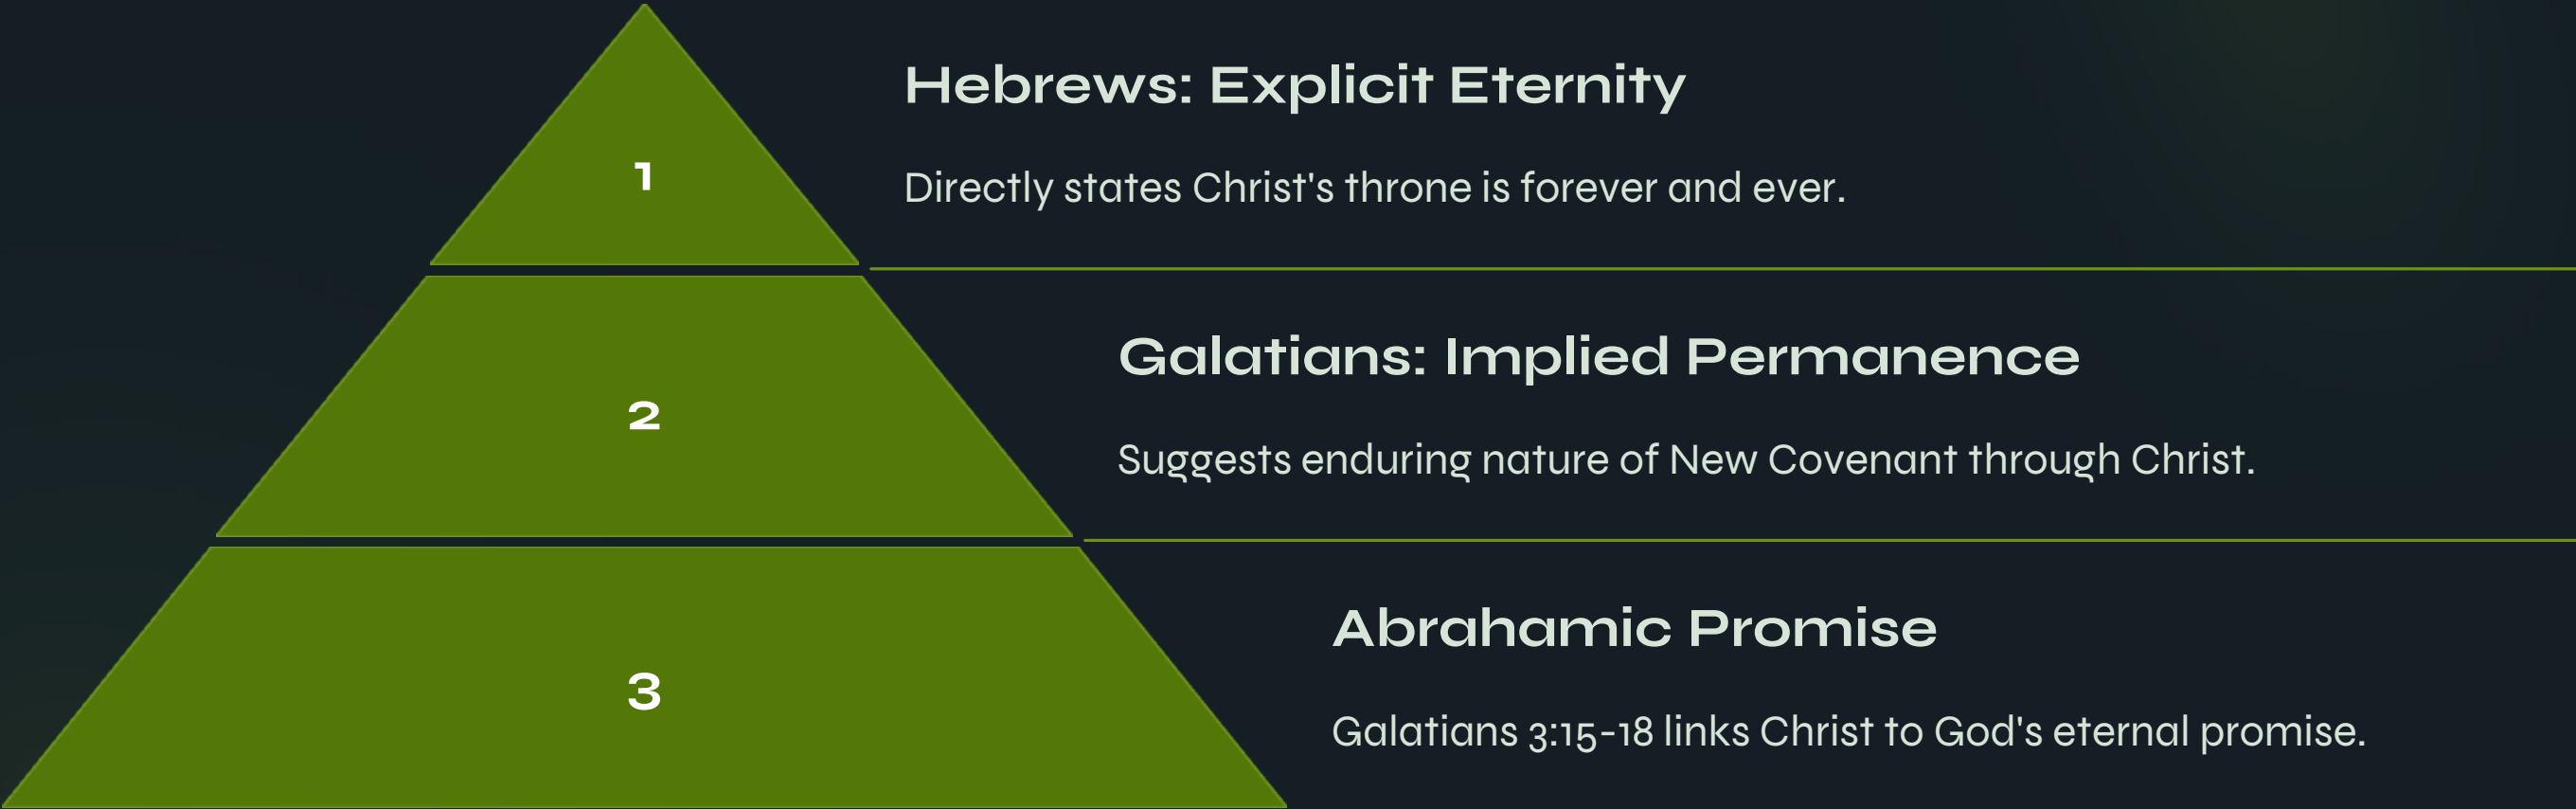 1
Hebrews: Explicit Eternity
Directly states Christ's throne is forever and ever.
2
Galatians: Implied Permanence
Suggests enduring nature of New Covenant through Christ.
3
Abrahamic Promise
Galatians 3:15-18 links Christ to God's eternal promise.